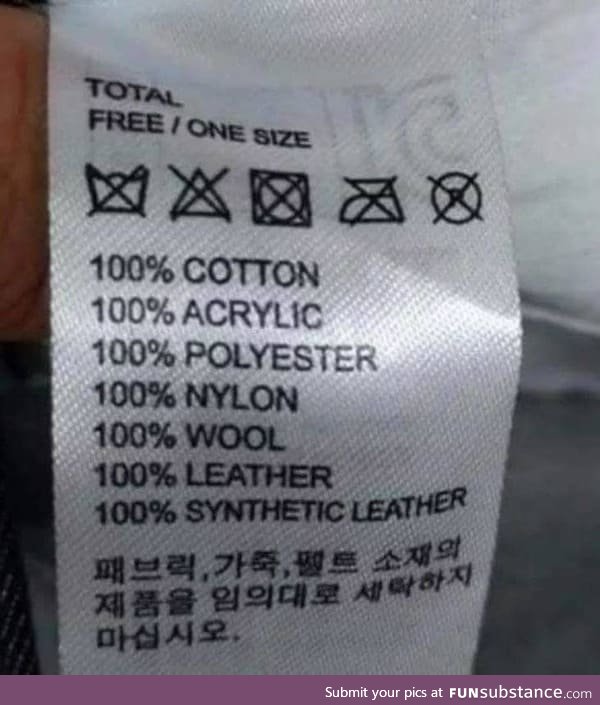 TOTAL
FREE / ONE SIZE
100% COTTON
100% ACRYLIC
100% POLYESTER
100% NYLON
100% WOOL
100% LEATHER
100% SYNTHETIC LEATHER
패브릭,가죽,펠트 소재의
제품을 임의대로 세탁하지
마십시오.
Submit your pics at FUNsubstance.com